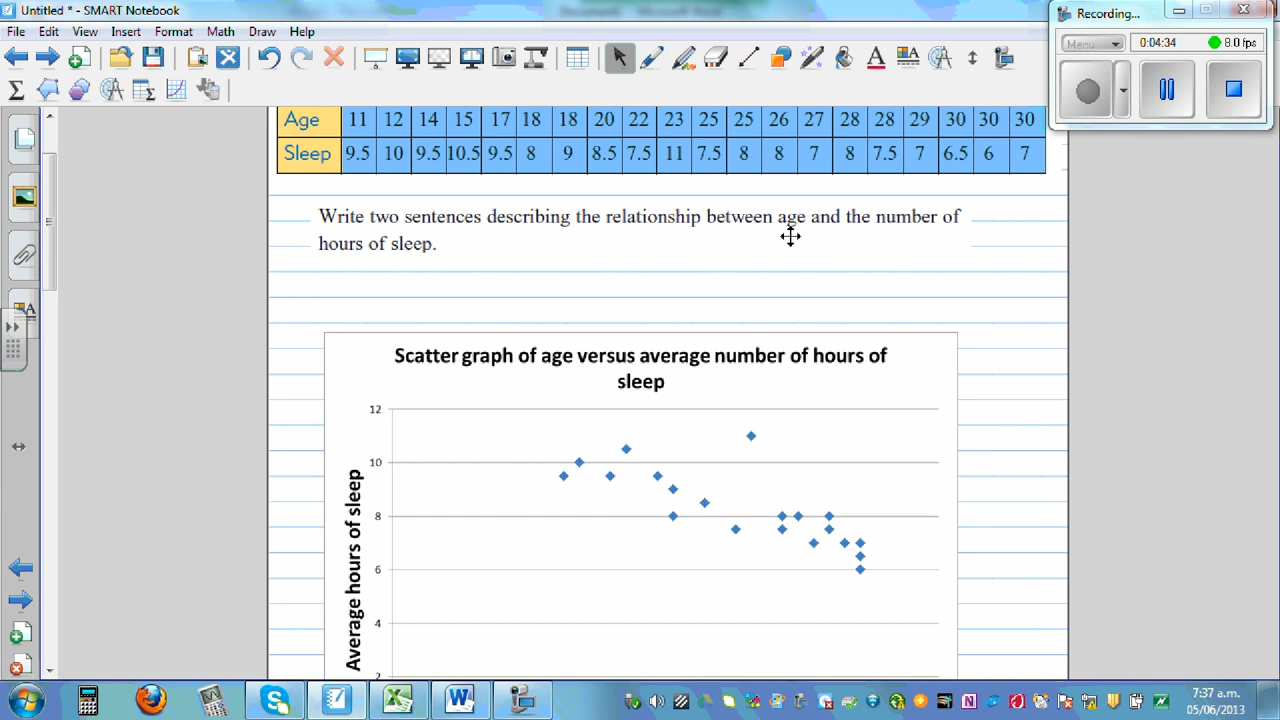 Untitled * - SMART Notebook
Recording...
File Edit View Insert Format Math Draw Help
Menu 0:04:34 8.0 fps
Age 11 12 14 15 17 18 18 20 22 23 25 25 26 27 28 28 29 30 30 30
Sleep 9.5 10 9.5 10.5 9.5 8 9 8.5 7.5 11 7.5 8 8 7 8 7.5 7 6.5 6 7
Write two sentences describing the relationship between age and the number of
hours of sleep.
Scatter graph of age versus average number of hours of
sleep
12
10
8
6
4
2
Average hours of sleep
7:37 a.m.
05/06/2013